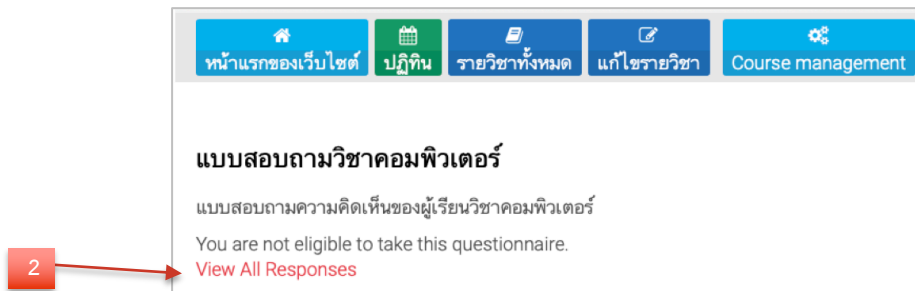 หน้าแรกของเว็บไซต์ ปฏิทิน รายวิชาทั้งหมด แก้ไขรายวิชา Course management
แบบสอบถามวิชาคอมพิวเตอร์
แบบสอบถามความคิดเห็นของผู้เรียนวิชาคอมพิวเตอร์
You are not eligible to take this questionnaire.
2 View All Responses